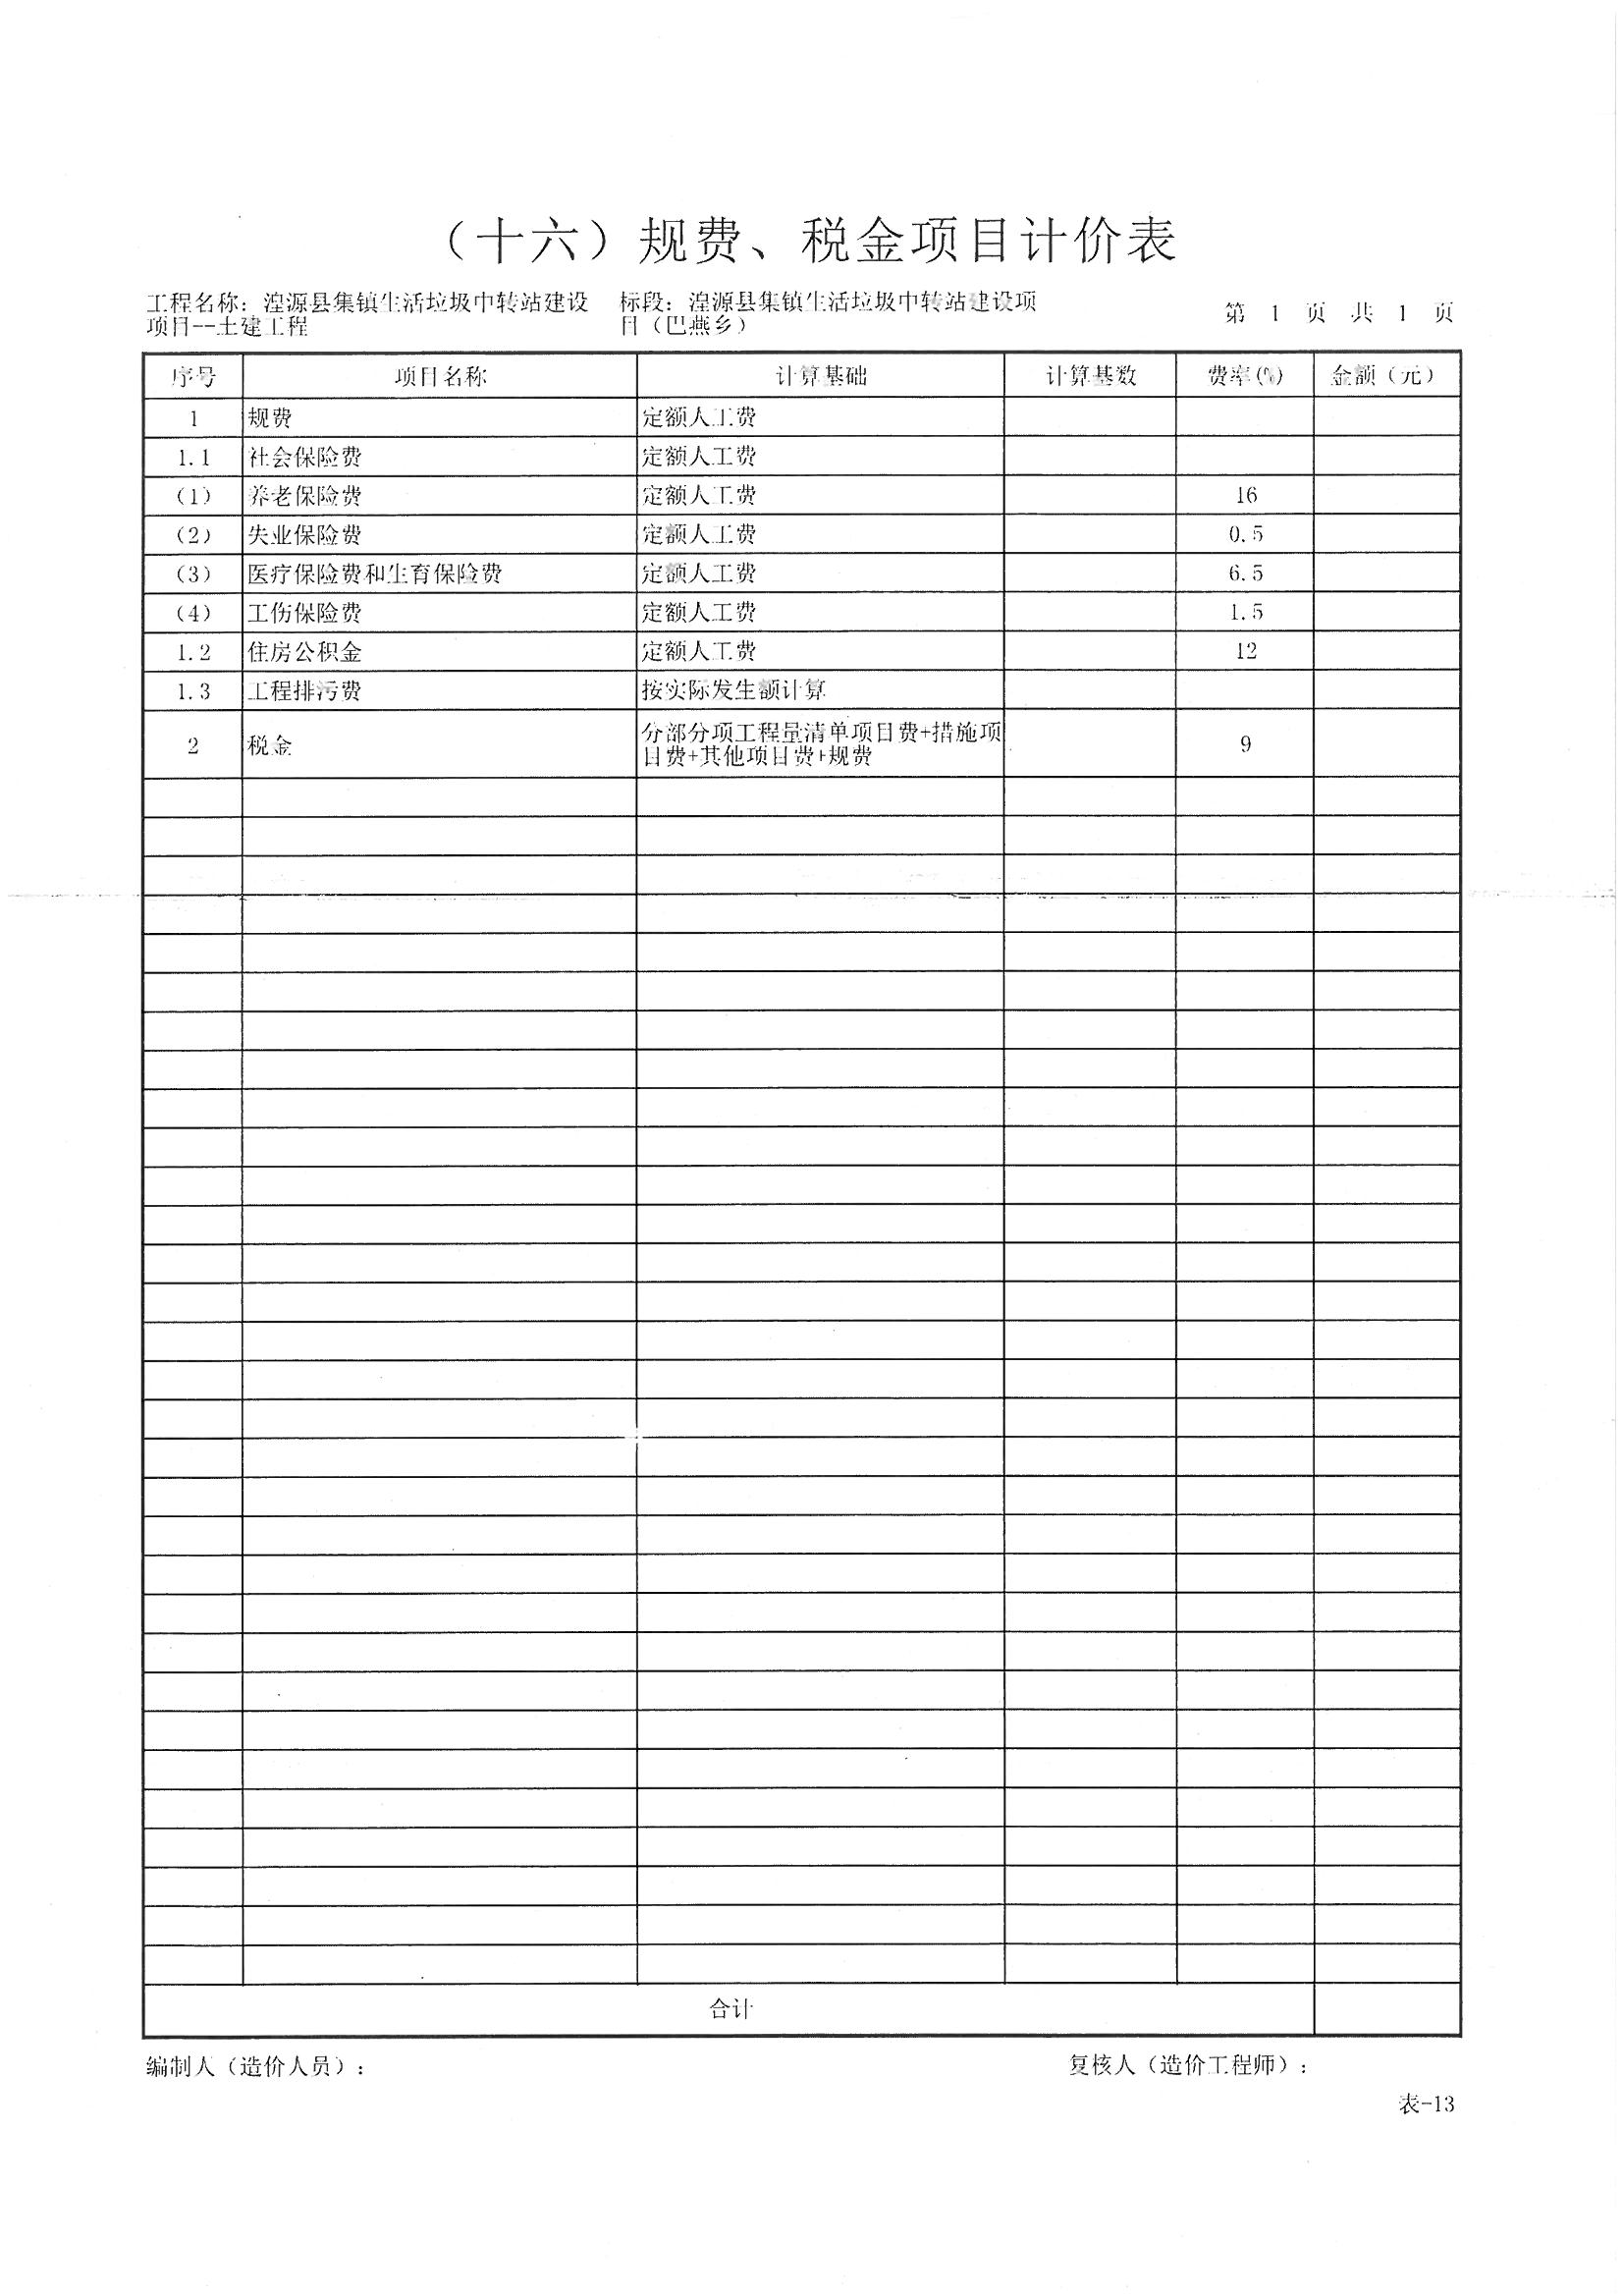 （十六）规费、税金项目计价表
工程名称：湟源县集镇生活垃圾中转站建设
项目--土建工程
标段：湟源县集镇生活垃圾中转站建设项
目（巴燕乡）
第 1 页 共 1 页
序号 项目名称 计算基础 计算基数 费率(%) 金额（元）
1 规费 定额人工费
1.1 社会保险费 定额人工费
(1) 养老保险费 定额人工费 16
(2) 失业保险费 定额人工费 0.5
(3) 医疗保险费和生育保险费 定额人工费 6.5
(4) 工伤保险费 定额人工费 1.5
1.2 住房公积金 定额人工费 12
1.3 工程排污费 按实际发生额计算
2 税金 分部分项工程量清单项目费+措施项
目费+其他项目费+规费 9
合计
编制人（造价人员）： 复核人（造价工程师）：
表-13